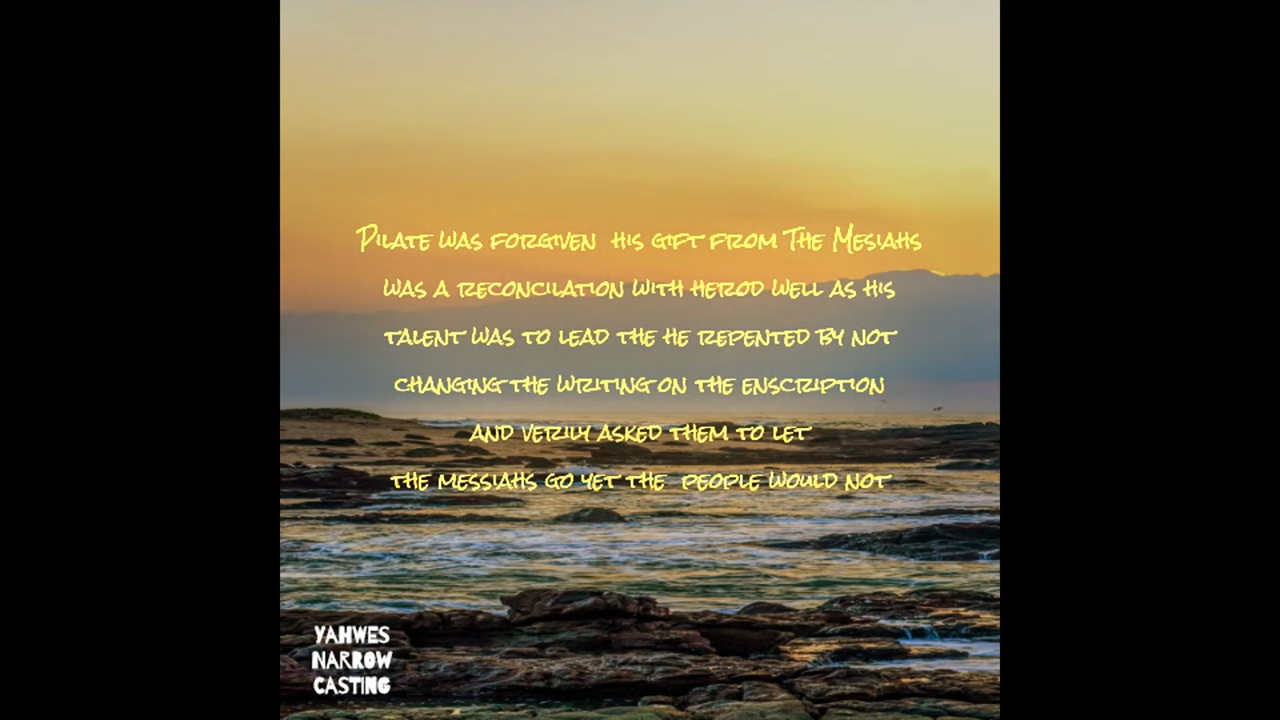 Pilate was forgiven his gift from The Mesiahs
was a reconcilation with herod well as his
talent was to lead the he repented by not
changing the writing on the enscription
and verily asked them to let
the messiahs go yet the people would not
YAHWES
NARROW
CASTING